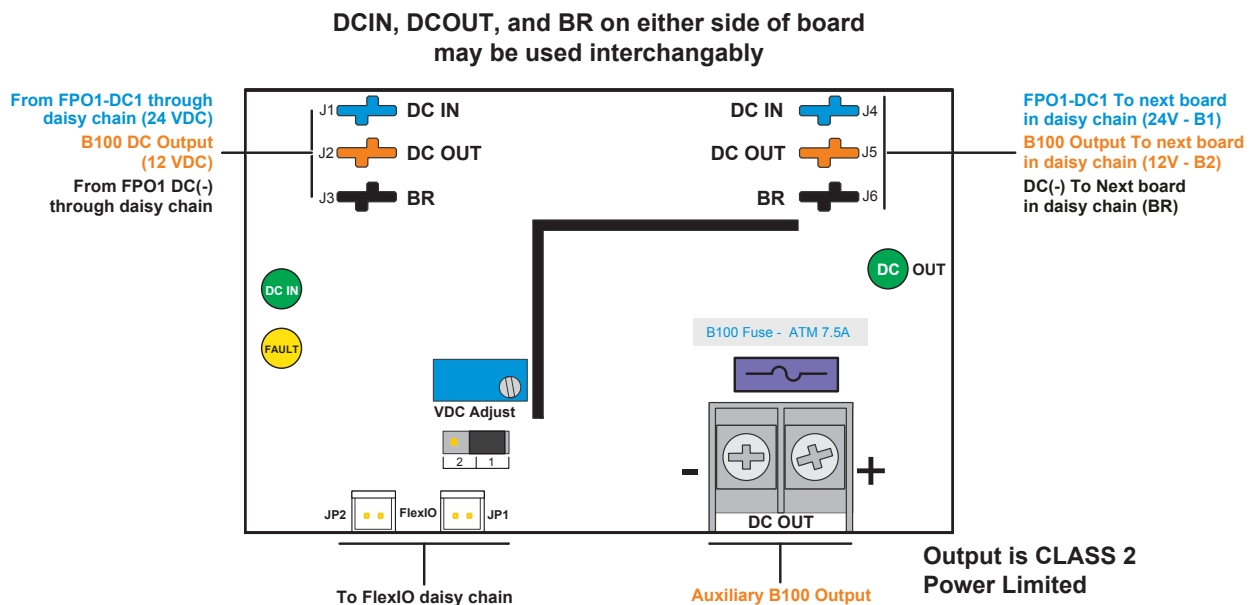 DCIN, DCOUT, and BR on either side of board
may be used interchangably
From FPO1-DC1 through
daisy chain (24 VDC)
B100 DC Output
(12 VDC)
From FPO1 DC(-)
through daisy chain
J1
DC IN
J2
DC OUT
J3
BR
DC IN
J4
DC OUT
J5
BR
J6
FPO1-DC1 To next board
in daisy chain (24V - B1)
B100 Output To next board
in daisy chain (12V - B2)
DC(-) To Next board
in daisy chain (BR)
DC IN
FAULT
DC OUT
B100 Fuse - ATM 7.5A
VDC Adjust
2 1
JP2 FlexIO JP1
- +
DC OUT
To FlexIO daisy chain
Auxiliary B100 Output
Output is CLASS 2
Power Limited